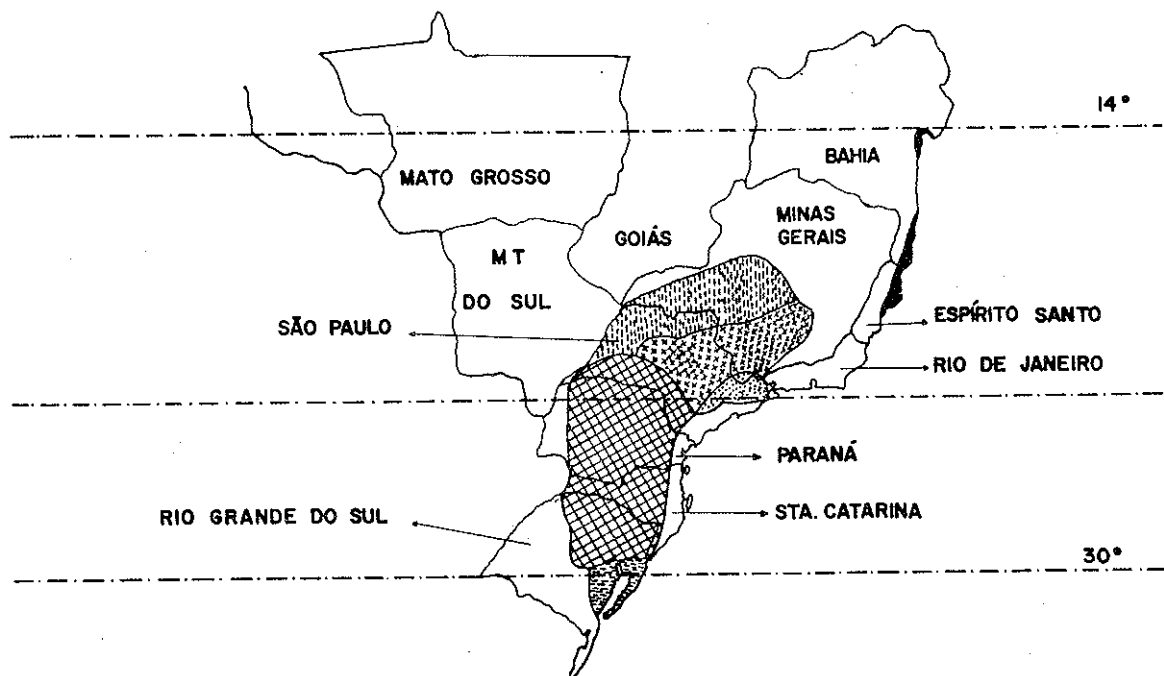 14°
BAHIA
MATO GROSSO
MINAS
GERAIS
GOIÁS
MT
DO SUL
ESPÍRITO SANTO
SÃO PAULO
RIO DE JANEIRO
PARANÁ
STA. CATARINA
RIO GRANDE DO SUL
30°